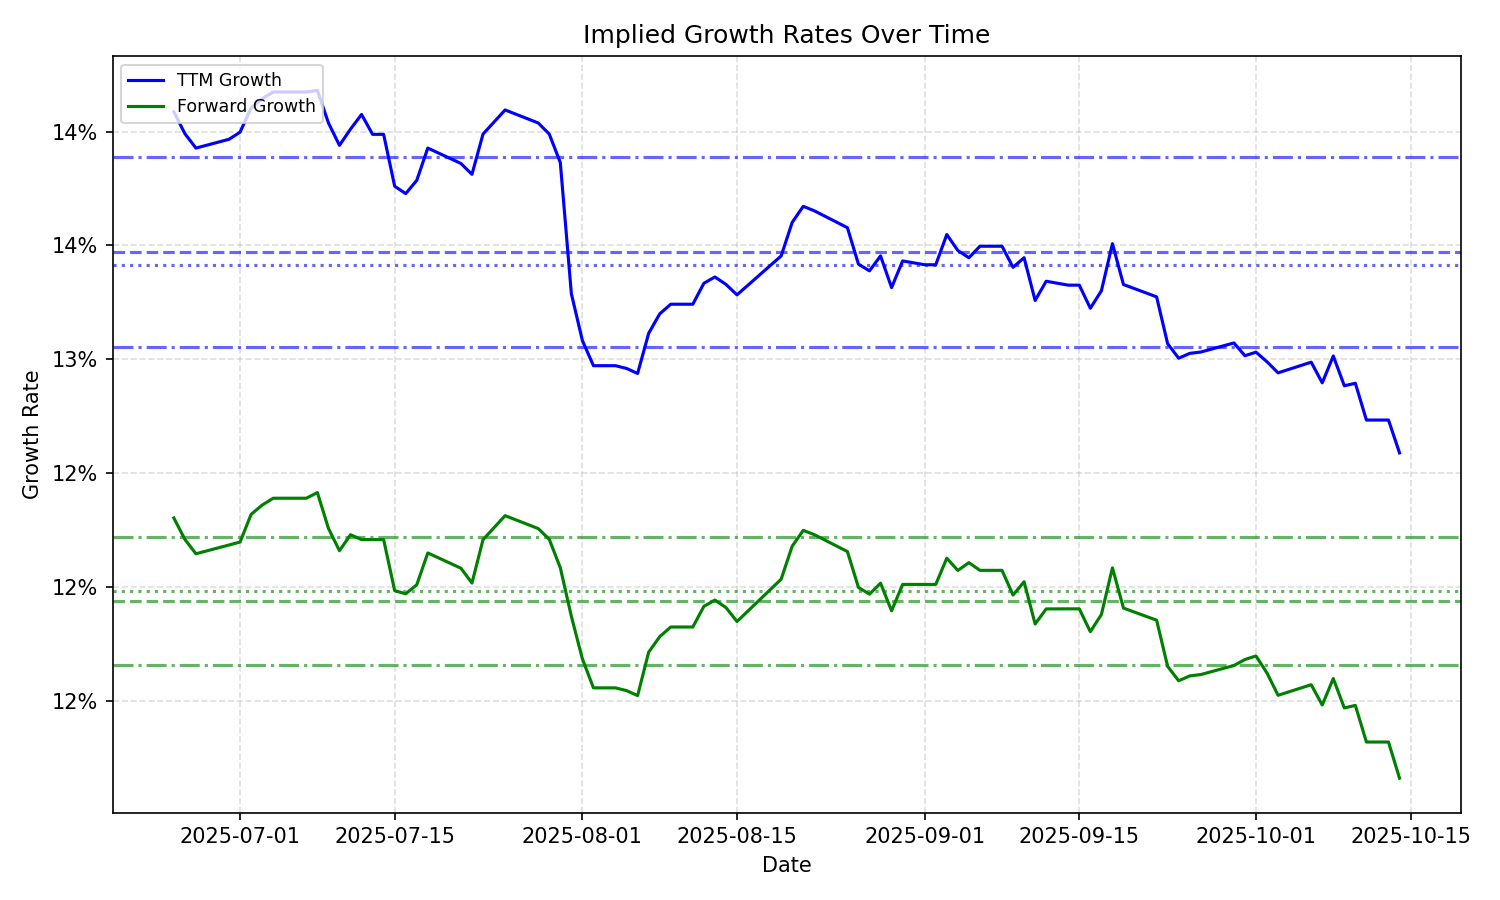 Implied Growth Rates Over Time
TTM Growth
Forward Growth
14%
14%
13%
12%
12%
12%
Growth Rate
2025-07-01
2025-07-15
2025-08-01
2025-08-15
2025-09-01
2025-09-15
2025-10-01
2025-10-15
Date